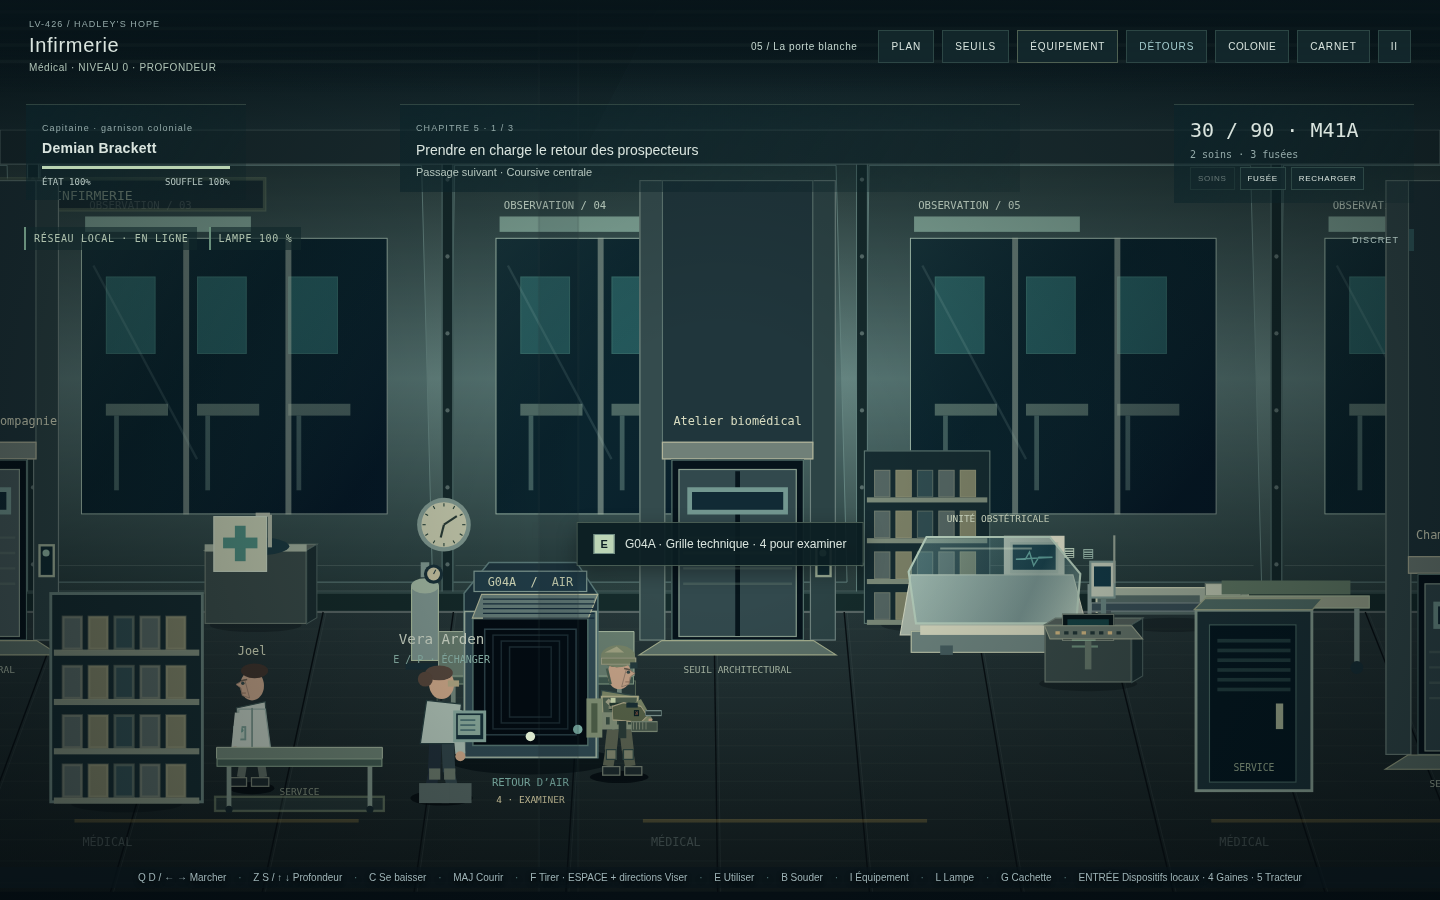 LV-426 / HADLEY'S HOPE
Infirmerie
Médical · NIVEAU 0 · PROFONDEUR
05 / La porte blanche
PLAN
SEUILS
ÉQUIPEMENT
DÉTOURS
COLONIE
CARNET
II
Capitaine · garnison coloniale
Demian Brackett
ÉTAT 100%
SOUFFLE 100%
CHAPITRE 5 · 1 / 3
Prendre en charge le retour des prospecteurs
Passage suivant · Coursive centrale
30 / 90 · M41A
2 soins · 3 fusées
SOINS
FUSÉE
RECHARGER
INFIRMERIE
OBSERVATION / 03
OBSERVATION / 04
OBSERVATION / 05
OBSERVAT
RÉSEAU LOCAL · EN LIGNE
LAMPE 100 %
DISCRET
ompagnie
Atelier biomédical
UNITÉ OBSTÉTRICALE
Char
E
G04A · Grille technique · 4 pour examiner
G04A / AIR
Vera Arden
E / P
ÉCHANGER
Joel
RAL
SEUIL ARCHITECTURAL
SERVICE
RETOUR D'AIR
4 · EXAMINER
SERVICE
SE
MÉDICAL
MÉDICAL
MÉDICAL
Q D / ← → Marcher · Z S / ↑ ↓ Profondeur · C Se baisser · MAJ Courir · F Tirer · ESPACE + directions Viser · E Utiliser · B Souder · I Équipement · L Lampe · G Cachette · ENTRÉE Dispositifs locaux · 4 Gaines · 5 Tracteur